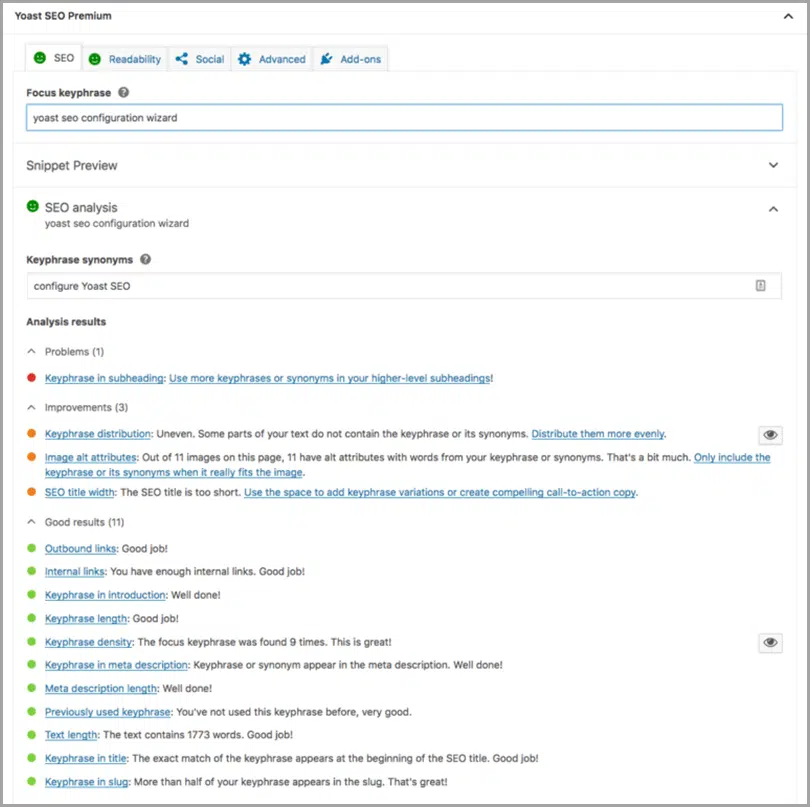 Yoast SEO Premium
SEO Readability Social Advanced Add-ons
Focus keyphrase ?
yoast seo configuration wizard
Snippet Preview
SEO analysis
yoast seo configuration wizard
Keyphrase synonyms ?
configure Yoast SEO
Analysis results
Problems (1)
Keyphrase in subheading: Use more keyphrases or synonyms in your higher-level subheadings!
Improvements (3)
Keyphrase distribution: Uneven. Some parts of your text do not contain the keyphrase or its synonyms. Distribute them more evenly.
Image alt attributes: Out of 11 images on this page, 11 have alt attributes with words from your keyphrase or synonyms. That's a bit much. Only include the
keyphrase or its synonyms when it really fits the image.
SEO title width: The SEO title is too short. Use the space to add keyphrase variations or create compelling call-to-action copy.
Good results (11)
Outbound links: Good job!
Internal links: You have enough internal links. Good job!
Keyphrase in introduction: Well done!
Keyphrase length: Good job!
Keyphrase density: The focus keyphrase was found 9 times. This is great!
Keyphrase in meta description: Keyphrase or synonym appear in the meta description. Well done!
Meta description length: Well done!
Previously used keyphrase: You've not used this keyphrase before, very good.
Text length: The text contains 1773 words. Good job!
Keyphrase in title: The exact match of the keyphrase appears at the beginning of the SEO title. Good job!
Keyphrase in slug: More than half of your keyphrase appears in the slug. That's great!